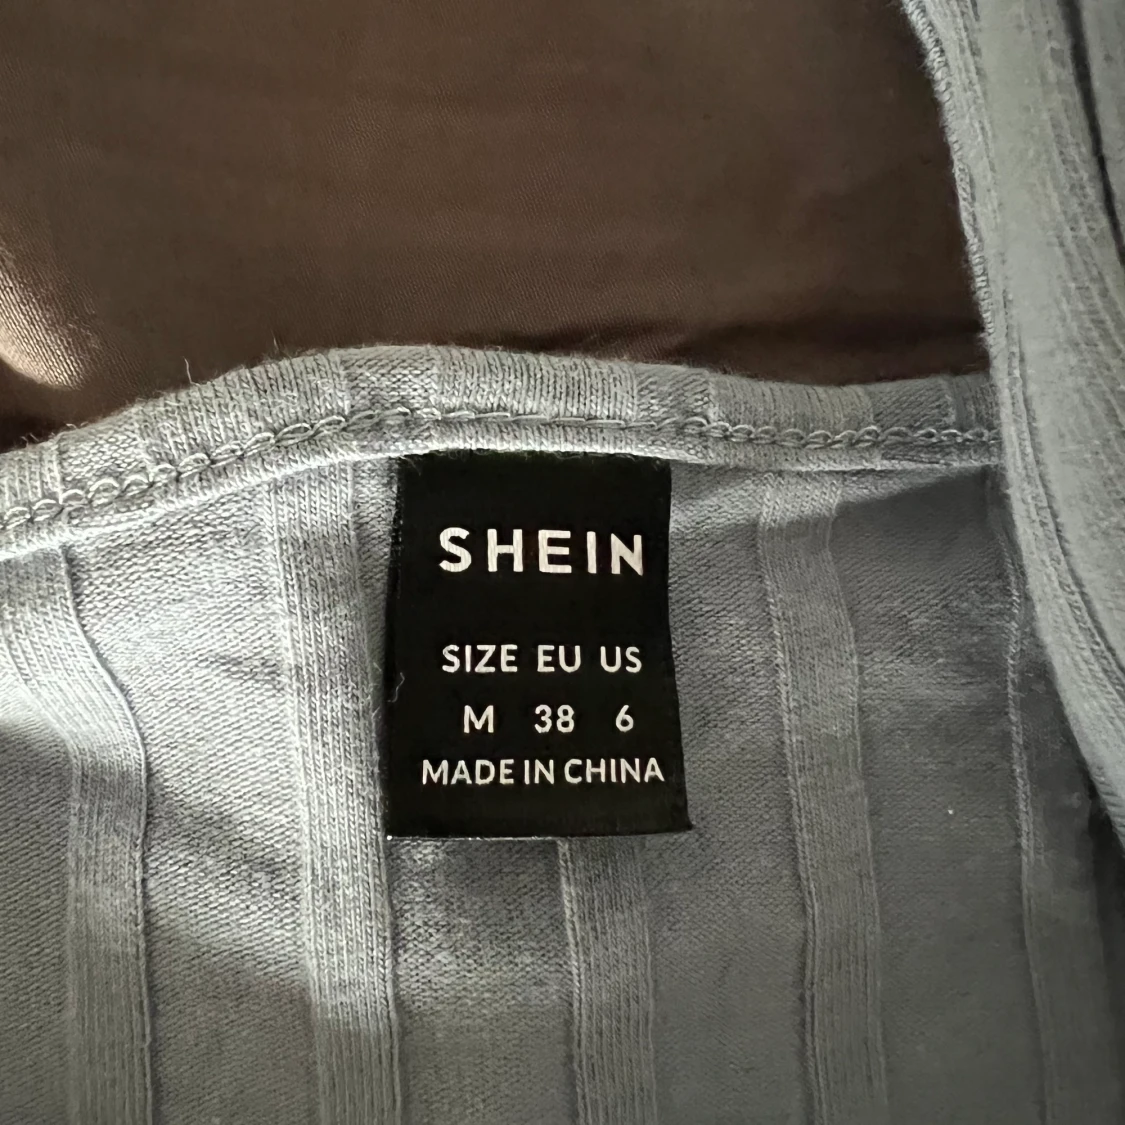 SHEIN
SIZE EU US
M 38 6
MADE IN CHINA